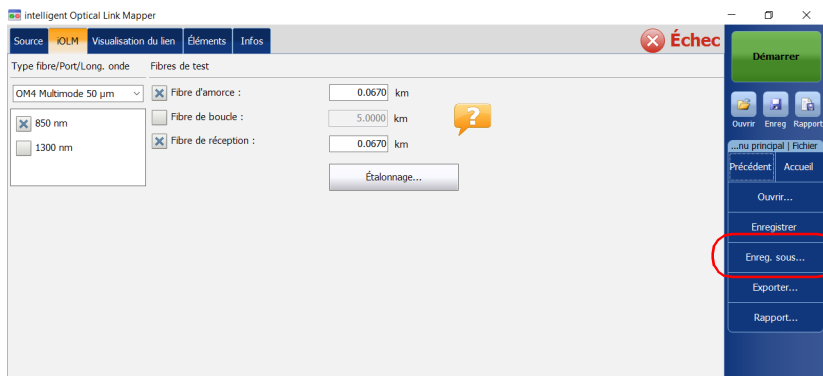 intelligent Optical Link Mapper
Source iOLM Visualisation du lien Éléments Infos
Échec
Démarrer
Type fibre/Port/Long. onde Fibres de test
OM4 Multimode 50 µm
Fibre d'amorce : 0.0670 km
850 nm
Fibre de boucle : 5.0000 km
1300 nm
Fibre de réception : 0.0670 km
Étalonnage...
?
Ouvrir Enreg Rapport
...nu principal | Fichier
Précédent Accueil
Ouvrir...
Enregistrer
Enreg. sous...
Exporter...
Rapport...